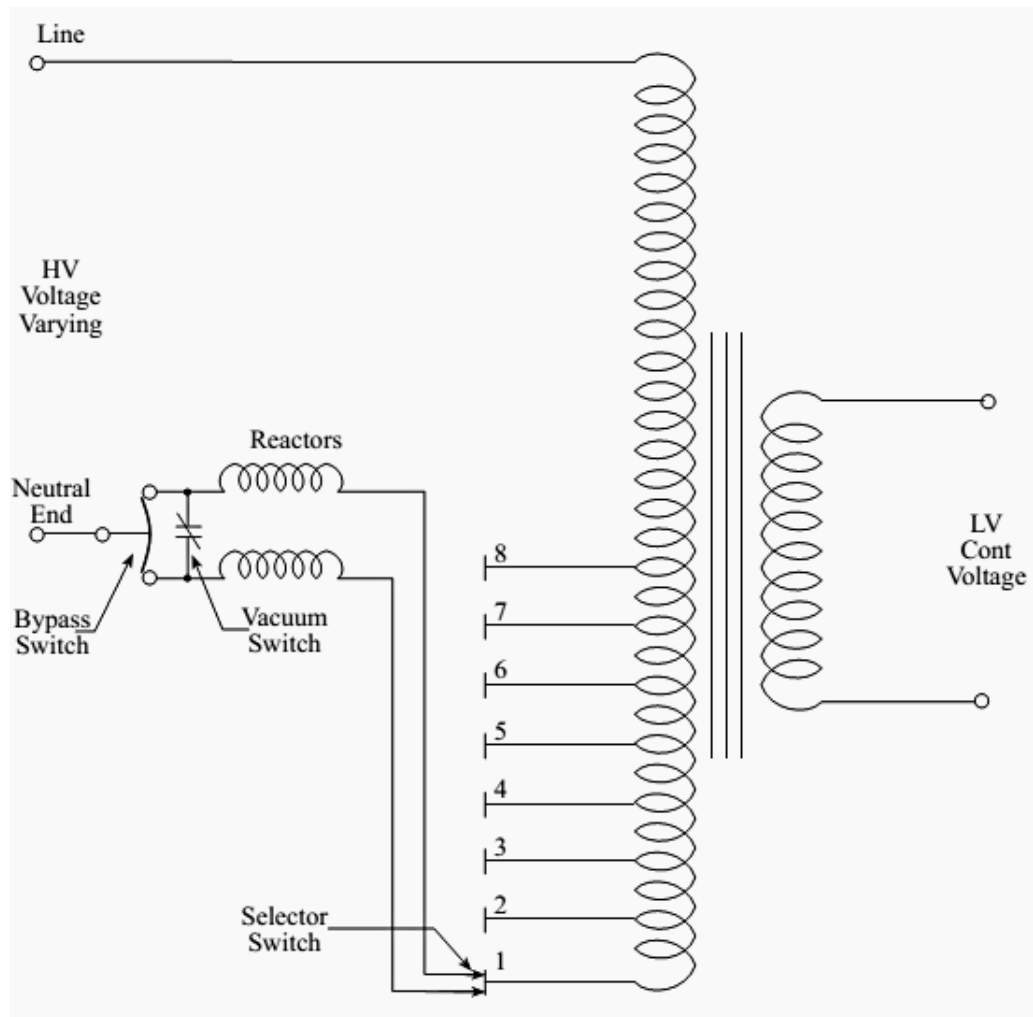 Line
HV
Voltage
Varying
Reactors
Neutral
End
Bypass
Switch
Vacuum
Switch
LV
Cont
Voltage
8
7
6
5
4
3
2
1
Selector
Switch